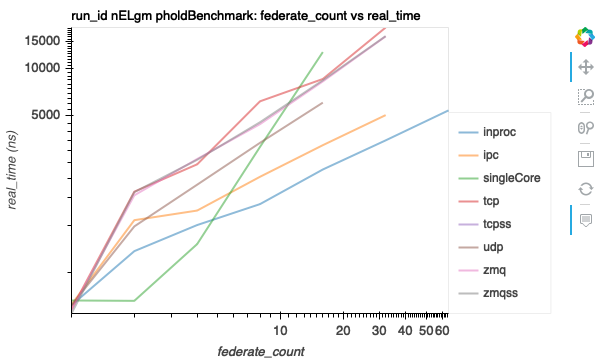 run_id nELgm pholdBenchmark: federate_count vs real_time
15000
10000
5000
real_time (ns)
inproc
ipc
singleCore
tcp
tcpss
udp
zmq
zmqss
10
20
30
40
50
60
federate_count